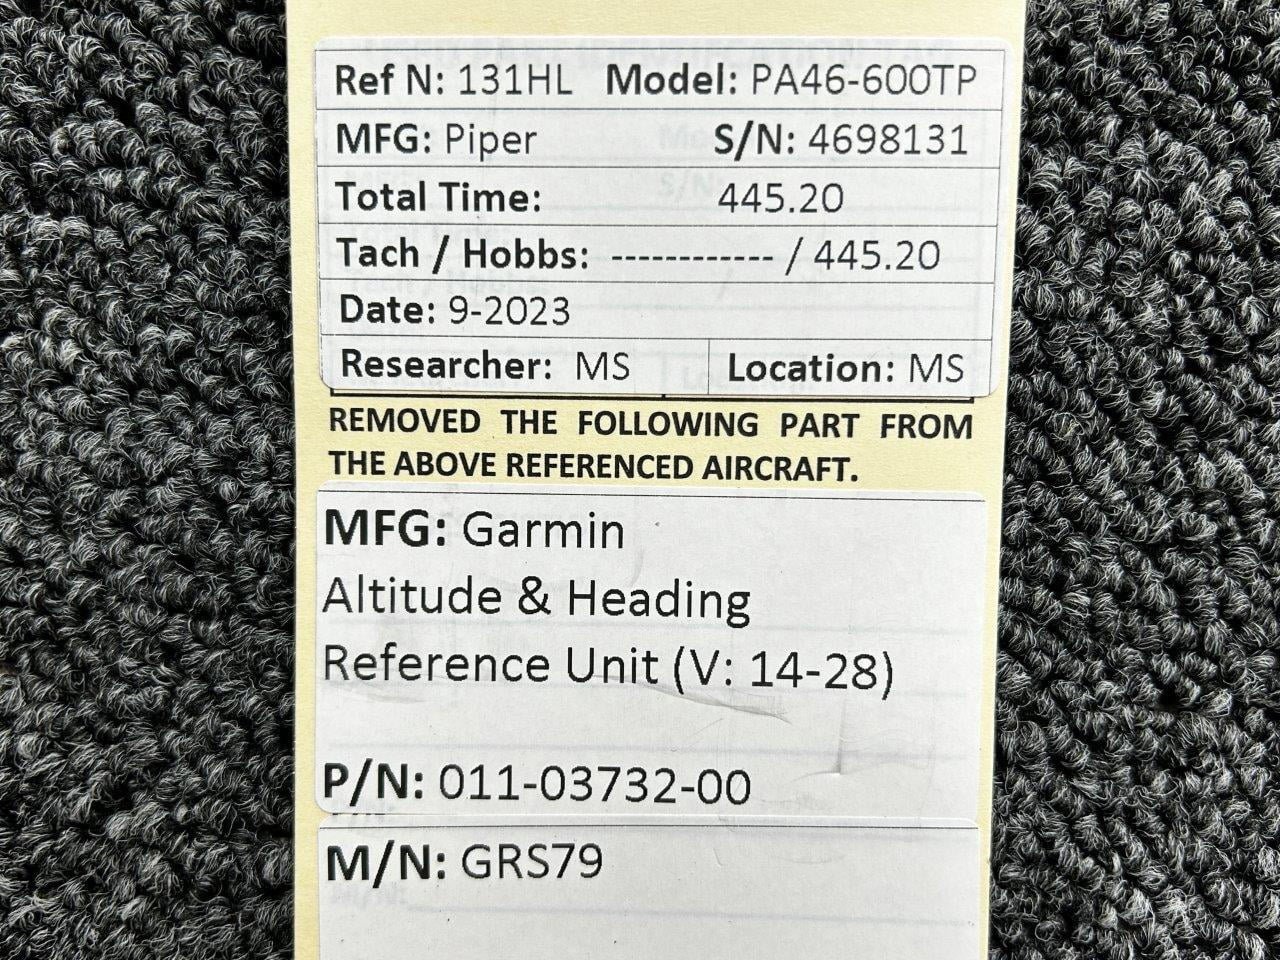 Ref N: 131HL Model: PA46-600TP
MFG: Piper S/N: 4698131
Total Time: 445.20
Tach / Hobbs: ------------ / 445.20
Date: 9-2023
Researcher: MS Location: MS
REMOVED THE FOLLOWING PART FROM
THE ABOVE REFERENCED AIRCRAFT.
MFG: Garmin
Altitude & Heading
Reference Unit (V: 14-28)
P/N: 011-03732-00
M/N: GRS79